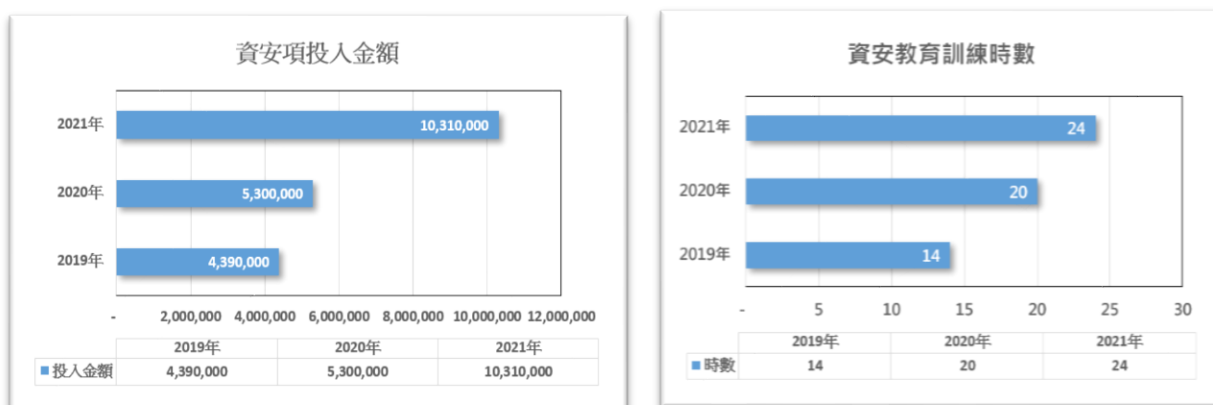 資安項投入金額
2021年
10,310,000
2020年
5,300,000
2019年
4,390,000
- 2,000,000 4,000,000 6,000,000 8,000,000 10,000,000 12,000,000
2019年 2020年 2021年
投入金額 4,390,000 5,300,000 10,310,000
資安教育訓練時數
2021年
24
2020年
20
2019年
14
- 5 10 15 20 25 30
2019年 2020年 2021年
時數 14 20 24